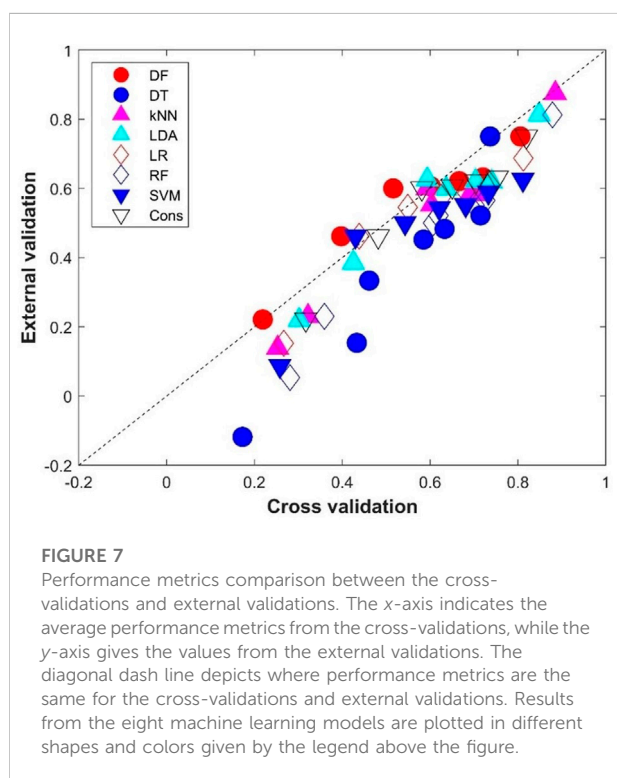 1
0.8
0.6
0.4
0.2
0
-0.2
External validation
DF
DT
kNN
LDA
LR
RF
SVM
Cons
-0.2 0 0.2 0.4 0.6 0.8 1
Cross validation
FIGURE 7
Performance metrics comparison between the cross-
validations and external validations. The x-axis indicates the
average performance metrics from the cross-validations, while the
y-axis gives the values from the external validations. The
diagonal dash line depicts where performance metrics are the
same for the cross-validations and external validations. Results
from the eight machine learning models are plotted in different
shapes and colors given by the legend above the figure.